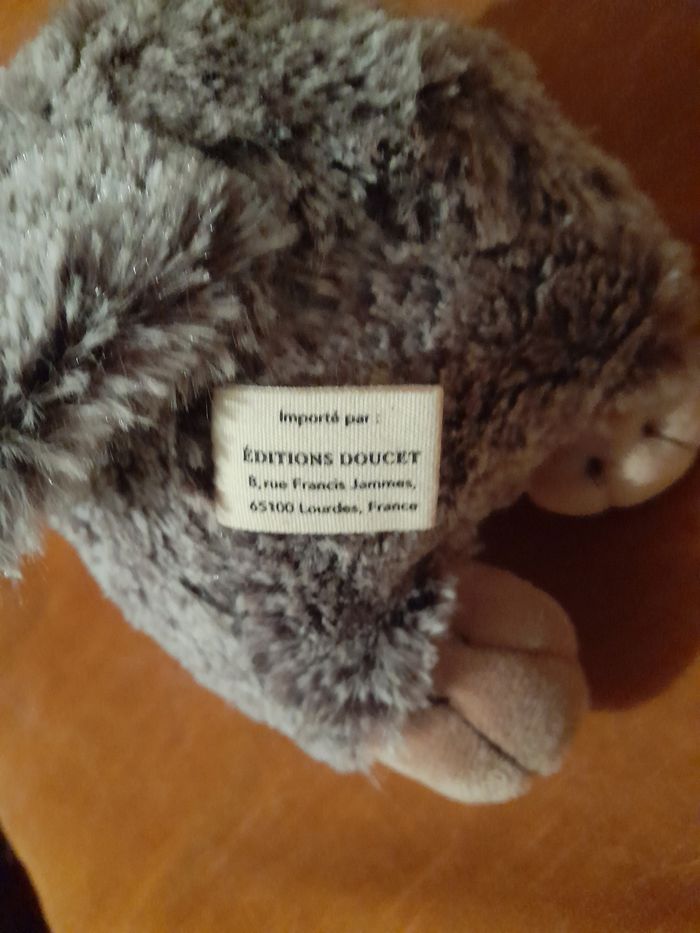 Importé par :
ÉDITIONS DOUCET
8, rue Francis Jammes,
65100 Lourdes, France